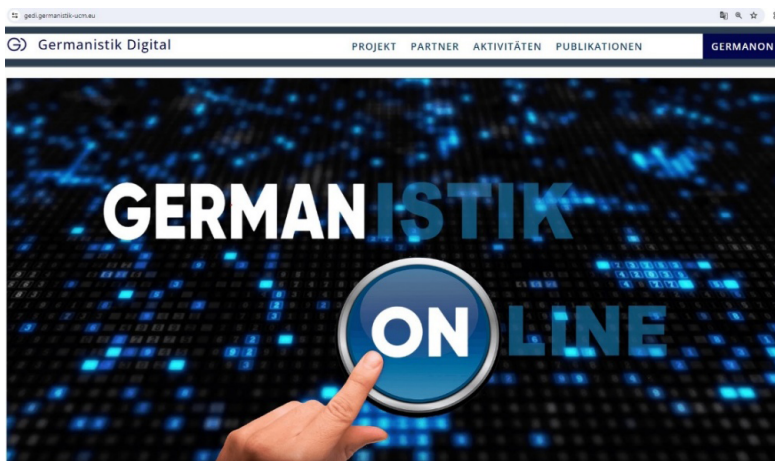 gedi.germanistik-ucm.eu
Germanistik Digital
PROJEKT PARTNER AKTIVITÄTEN PUBLIKATIONEN
GERMANON
GERMANISTIK
ON LINE